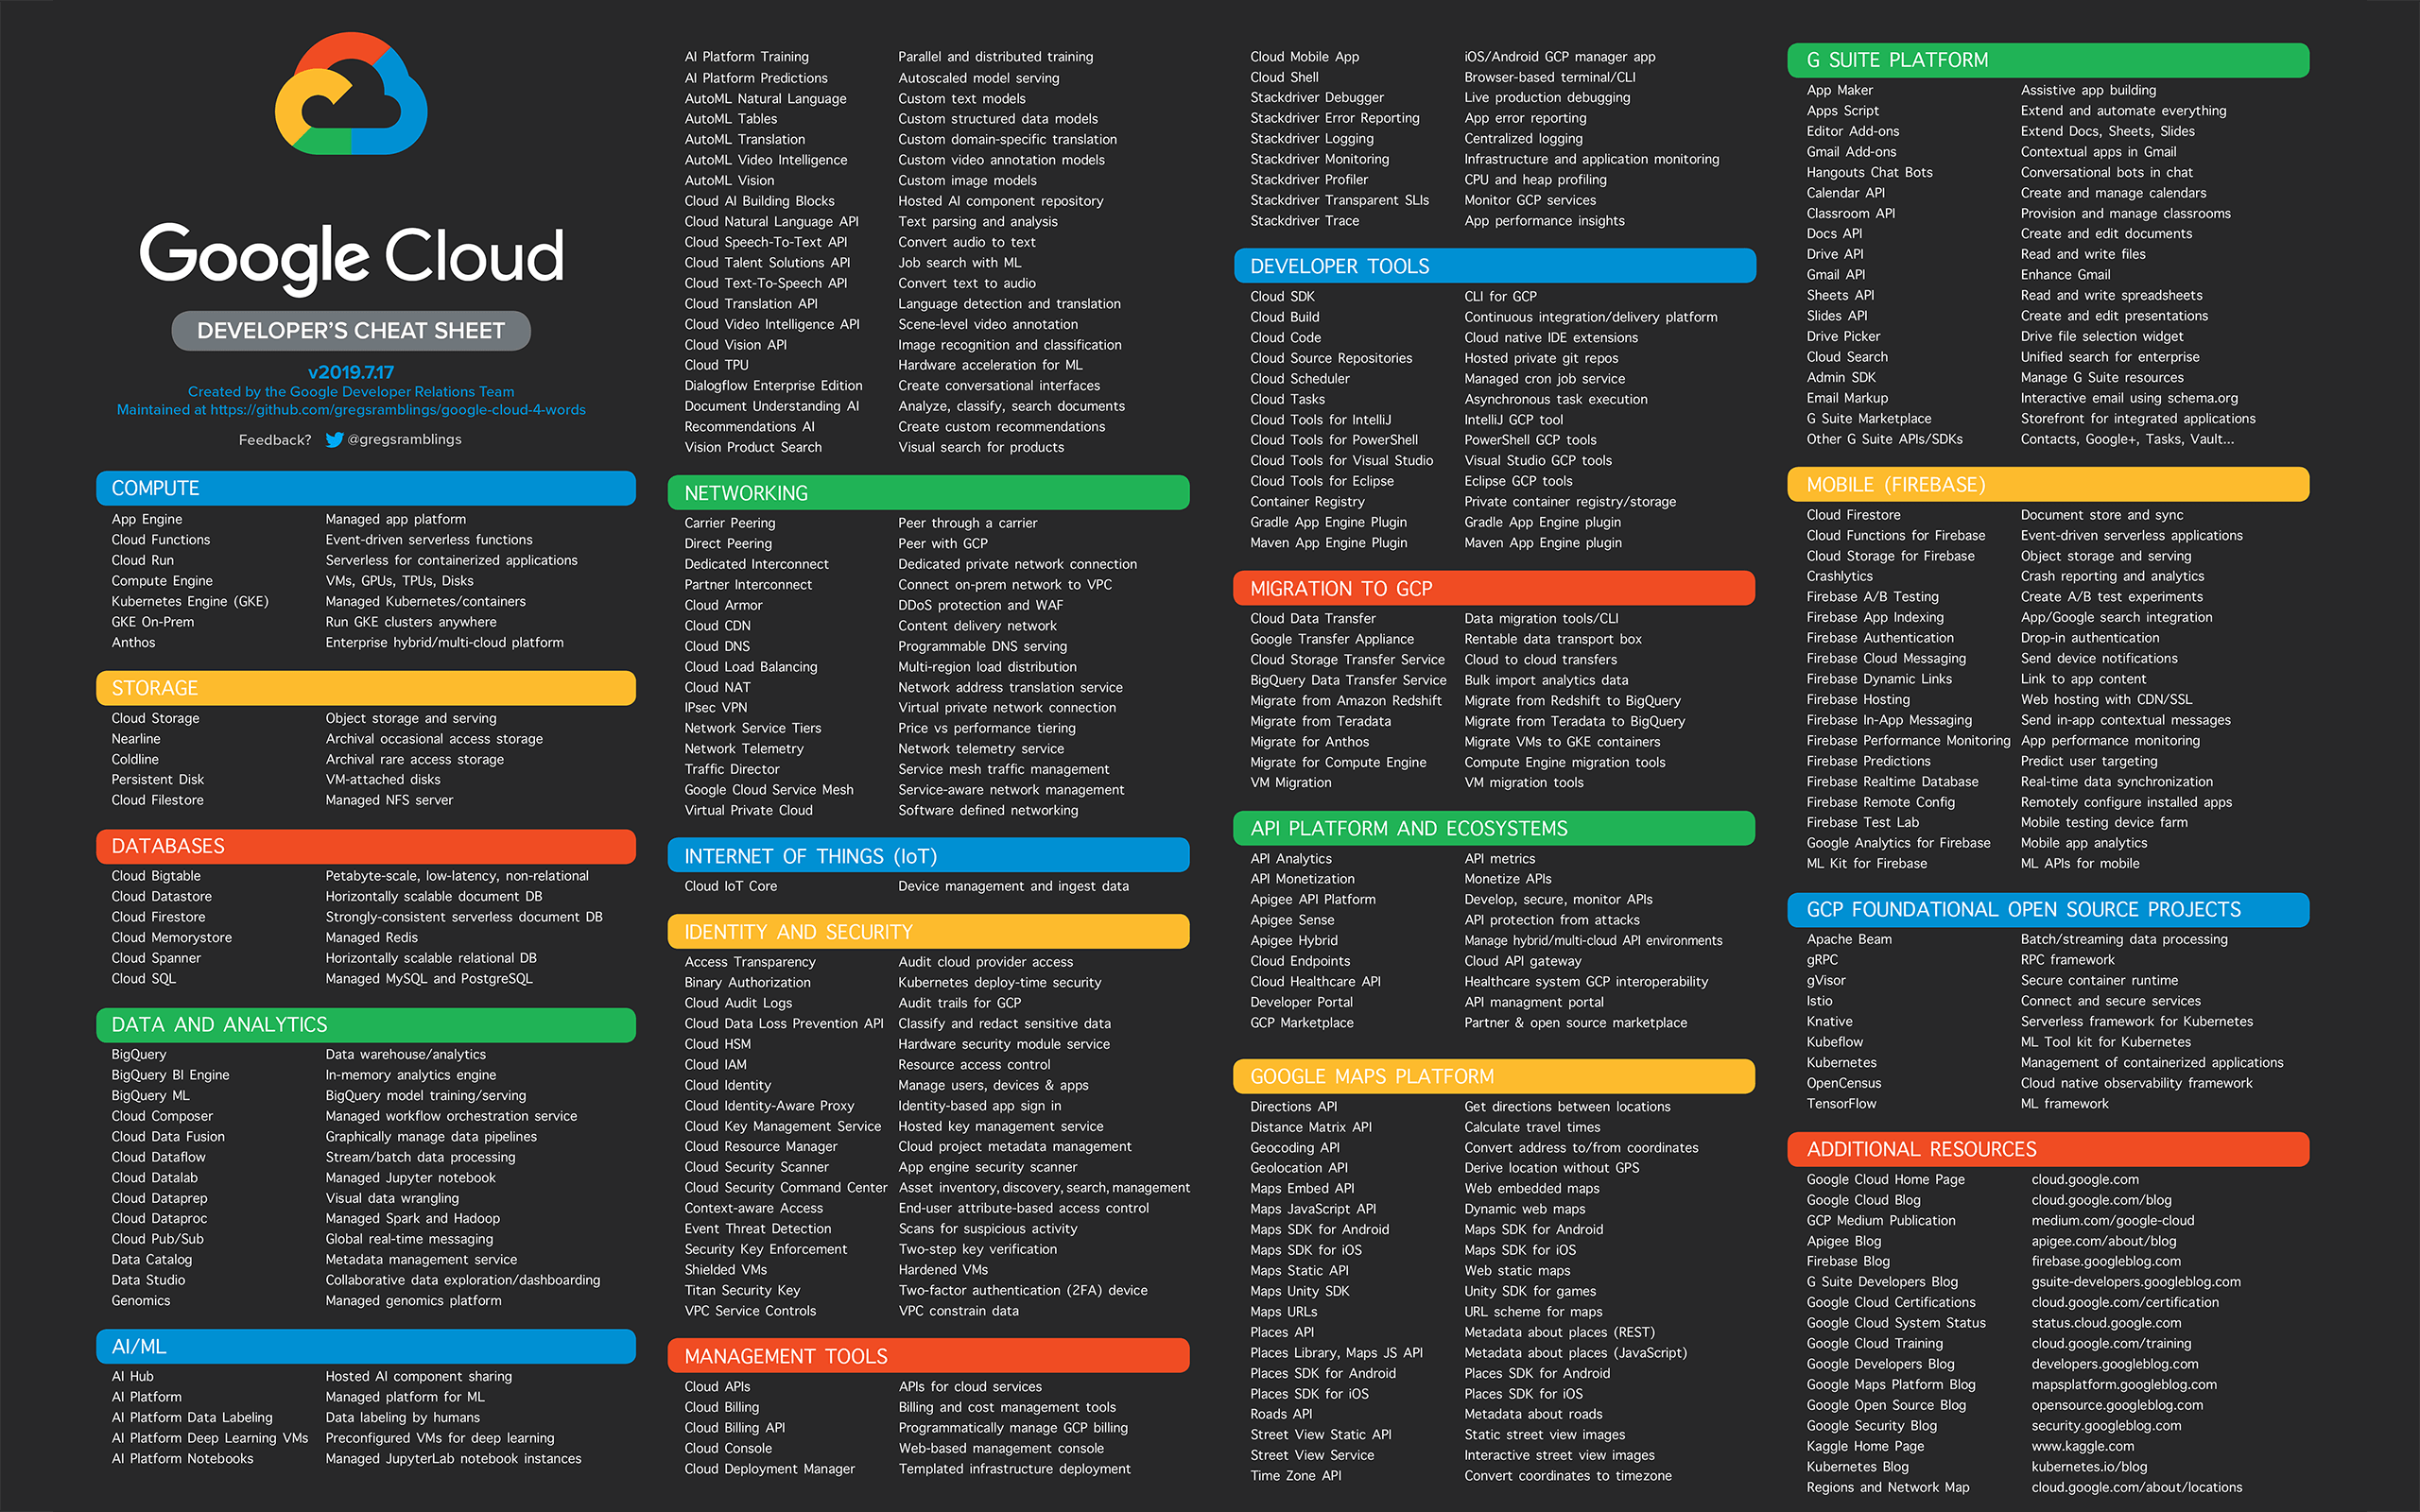 Google Cloud
DEVELOPER'S CHEAT SHEET
v2019.7.17
Created by the Google Developer Relations Team
Maintained at https://github.com/gregsramblings/google-cloud-4-words
Feedback? @gregsramblings
COMPUTE
App Engine Managed app platform
Cloud Functions Event-driven serverless functions
Cloud Run Serverless for containerized applications
Compute Engine VMs, GPUs, TPUs, Disks
Kubernetes Engine (GKE) Managed Kubernetes/containers
GKE On-Prem Run GKE clusters anywhere
Anthos Enterprise hybrid/multi-cloud platform
STORAGE
Cloud Storage Object storage and serving
Nearline Archival occasional access storage
Coldline Archival rare access storage
Persistent Disk VM-attached disks
Cloud Filestore Managed NFS server
DATABASES
Cloud Bigtable Petabyte-scale, low-latency, non-relational
Cloud Datastore Horizontally scalable document DB
Cloud Firestore Strongly-consistent serverless document DB
Cloud Memorystore Managed Redis
Cloud Spanner Horizontally scalable relational DB
Cloud SQL Managed MySQL and PostgreSQL
DATA AND ANALYTICS
BigQuery Data warehouse/analytics
BigQuery BI Engine In-memory analytics engine
BigQuery ML BigQuery model training/serving
Cloud Composer Managed workflow orchestration service
Cloud Data Fusion Graphically manage data pipelines
Cloud Dataflow Stream/batch data processing
Cloud Datalab Managed Jupyter notebook
Cloud Dataprep Visual data wrangling
Cloud Dataproc Managed Spark and Hadoop
Cloud Pub/Sub Global real-time messaging
Data Catalog Metadata management service
Data Studio Collaborative data exploration/dashboarding
Genomics Managed genomics platform
AI/ML
AI Hub Hosted AI component sharing
AI Platform Managed platform for ML
AI Platform Data Labeling Data labeling by humans
AI Platform Deep Learning VMs Preconfigured VMs for deep learning
AI Platform Notebooks Managed JupyterLab notebook instances
AI Platform Training Parallel and distributed training
AI Platform Predictions Autoscaled model serving
AutoML Natural Language Custom text models
AutoML Tables Custom structured data models
AutoML Translation Custom domain-specific translation
AutoML Video Intelligence Custom video annotation models
AutoML Vision Custom image models
Cloud AI Building Blocks Hosted AI component repository
Cloud Natural Language API Text parsing and analysis
Cloud Speech-To-Text API Convert audio to text
Cloud Talent Solutions API Job search with ML
Cloud Text-To-Speech API Convert text to audio
Cloud Translation API Language detection and translation
Cloud Video Intelligence API Scene-level video annotation
Cloud Vision API Image recognition and classification
Cloud TPU Hardware acceleration for ML
Dialogflow Enterprise Edition Create conversational interfaces
Document Understanding AI Analyze, classify, search documents
Recommendations AI Create custom recommendations
Vision Product Search Visual search for products
NETWORKING
Carrier Peering Peer through a carrier
Direct Peering Peer with GCP
Dedicated Interconnect Dedicated private network connection
Partner Interconnect Connect on-prem network to VPC
Cloud Armor DDoS protection and WAF
Cloud CDN Content delivery network
Cloud DNS Programmable DNS serving
Cloud Load Balancing Multi-region load distribution
Cloud NAT Network address translation service
IPsec VPN Virtual private network connection
Network Service Tiers Price vs performance tiering
Network Telemetry Network telemetry service
Traffic Director Service mesh traffic management
Google Cloud Service Mesh Service-aware network management
Virtual Private Cloud Software defined networking
INTERNET OF THINGS (IoT)
Cloud IoT Core Device management and ingest data
IDENTITY AND SECURITY
Access Transparency Audit cloud provider access
Binary Authorization Kubernetes deploy-time security
Cloud Audit Logs Audit trails for GCP
Cloud Data Loss Prevention API Classify and redact sensitive data
Cloud HSM Hardware security module service
Cloud IAM Resource access control
Cloud Identity Manage users, devices & apps
Cloud Identity-Aware Proxy Identity-based app sign in
Cloud Key Management Service Hosted key management service
Cloud Resource Manager Cloud project metadata management
Cloud Security Scanner App engine security scanner
Cloud Security Command Center Asset inventory, discovery, search, management
Context-aware Access End-user attribute-based access control
Event Threat Detection Scans for suspicious activity
Security Key Enforcement Two-step key verification
Shielded VMs Hardened VMs
Titan Security Key Two-factor authentication (2FA) device
VPC Service Controls VPC constrain data
MANAGEMENT TOOLS
Cloud APIs APIs for cloud services
Cloud Billing Billing and cost management tools
Cloud Billing API Programmatically manage GCP billing
Cloud Console Web-based management console
Cloud Deployment Manager Templated infrastructure deployment
Cloud Mobile App iOS/Android GCP manager app
Cloud Shell Browser-based terminal/CLI
Stackdriver Debugger Live production debugging
Stackdriver Error Reporting App error reporting
Stackdriver Logging Centralized logging
Stackdriver Monitoring Infrastructure and application monitoring
Stackdriver Profiler CPU and heap profiling
Stackdriver Transparent SLIs Monitor GCP services
Stackdriver Trace App performance insights
DEVELOPER TOOLS
Cloud SDK CLI for GCP
Cloud Build Continuous integration/delivery platform
Cloud Code Cloud native IDE extensions
Cloud Source Repositories Hosted private git repos
Cloud Scheduler Managed cron job service
Cloud Tasks Asynchronous task execution
Cloud Tools for IntelliJ IntelliJ GCP tool
Cloud Tools for PowerShell PowerShell GCP tools
Cloud Tools for Visual Studio Visual Studio GCP tools
Cloud Tools for Eclipse Eclipse GCP tools
Container Registry Private container registry/storage
Gradle App Engine Plugin Gradle App Engine plugin
Maven App Engine Plugin Maven App Engine plugin
MIGRATION TO GCP
Cloud Data Transfer Data migration tools/CLI
Google Transfer Appliance Rentable data transport box
Cloud Storage Transfer Service Cloud to cloud transfers
BigQuery Data Transfer Service Bulk import analytics data
Migrate from Amazon Redshift Migrate from Redshift to BigQuery
Migrate from Teradata Migrate from Teradata to BigQuery
Migrate for Anthos Migrate VMs to GKE containers
Migrate for Compute Engine Compute Engine migration tools
VM Migration VM migration tools
API PLATFORM AND ECOSYSTEMS
API Analytics API metrics
API Monetization Monetize APIs
Apigee API Platform Develop, secure, monitor APIs
Apigee Sense API protection from attacks
Apigee Hybrid Manage hybrid/multi-cloud API environments
Cloud Endpoints Cloud API gateway
Cloud Healthcare API Healthcare system GCP interoperability
Developer Portal API managment portal
GCP Marketplace Partner & open source marketplace
GOOGLE MAPS PLATFORM
Directions API Get directions between locations
Distance Matrix API Calculate travel times
Geocoding API Convert address to/from coordinates
Geolocation API Derive location without GPS
Maps Embed API Web embedded maps
Maps JavaScript API Dynamic web maps
Maps SDK for Android Maps SDK for Android
Maps SDK for iOS Maps SDK for iOS
Maps Static API Web static maps
Maps Unity SDK Unity SDK for games
Maps URLs URL scheme for maps
Places API Metadata about places (REST)
Places Library, Maps JS API Metadata about places (JavaScript)
Places SDK for Android Places SDK for Android
Places SDK for iOS Places SDK for iOS
Roads API Metadata about roads
Street View Static API Static street view images
Street View Service Interactive street view images
Time Zone API Convert coordinates to timezone
G SUITE PLATFORM
App Maker Assistive app building
Apps Script Extend and automate everything
Editor Add-ons Extend Docs, Sheets, Slides
Gmail Add-ons Contextual apps in Gmail
Hangouts Chat Bots Conversational bots in chat
Calendar API Create and manage calendars
Classroom API Provision and manage classrooms
Docs API Create and edit documents
Drive API Read and write files
Gmail API Enhance Gmail
Sheets API Read and write spreadsheets
Slides API Create and edit presentations
Drive Picker Drive file selection widget
Cloud Search Unified search for enterprise
Admin SDK Manage G Suite resources
Email Markup Interactive email using schema.org
G Suite Marketplace Storefront for integrated applications
Other G Suite APIs/SDKs Contacts, Google+, Tasks, Vault...
MOBILE (FIREBASE)
Cloud Firestore Document store and sync
Cloud Functions for Firebase Event-driven serverless applications
Cloud Storage for Firebase Object storage and serving
Crashlytics Crash reporting and analytics
Firebase A/B Testing Create A/B test experiments
Firebase App Indexing App/Google search integration
Firebase Authentication Drop-in authentication
Firebase Cloud Messaging Send device notifications
Firebase Dynamic Links Link to app content
Firebase Hosting Web hosting with CDN/SSL
Firebase In-App Messaging Send in-app contextual messages
Firebase Performance Monitoring App performance monitoring
Firebase Predictions Predict user targeting
Firebase Realtime Database Real-time data synchronization
Firebase Remote Config Remotely configure installed apps
Firebase Test Lab Mobile testing device farm
Google Analytics for Firebase Mobile app analytics
ML Kit for Firebase ML APIs for mobile
GCP FOUNDATIONAL OPEN SOURCE PROJECTS
Apache Beam Batch/streaming data processing
gRPC RPC framework
gVisor Secure container runtime
Istio Connect and secure services
Knative Serverless framework for Kubernetes
Kubeflow ML Tool kit for Kubernetes
Kubernetes Management of containerized applications
OpenCensus Cloud native observability framework
TensorFlow ML framework
ADDITIONAL RESOURCES
Google Cloud Home Page cloud.google.com
Google Cloud Blog cloud.google.com/blog
GCP Medium Publication medium.com/google-cloud
Apigee Blog apigee.com/about/blog
Firebase Blog firebase.googleblog.com
G Suite Developers Blog gsuite-developers.googleblog.com
Google Cloud Certifications cloud.google.com/certification
Google Cloud System Status status.cloud.google.com
Google Cloud Training cloud.google.com/training
Google Developers Blog developers.googleblog.com
Google Maps Platform Blog mapsplatform.googleblog.com
Google Open Source Blog opensource.googleblog.com
Google Security Blog security.googleblog.com
Kaggle Home Page www.kaggle.com
Kubernetes Blog kubernetes.io/blog
Regions and Network Map cloud.google.com/about/locations